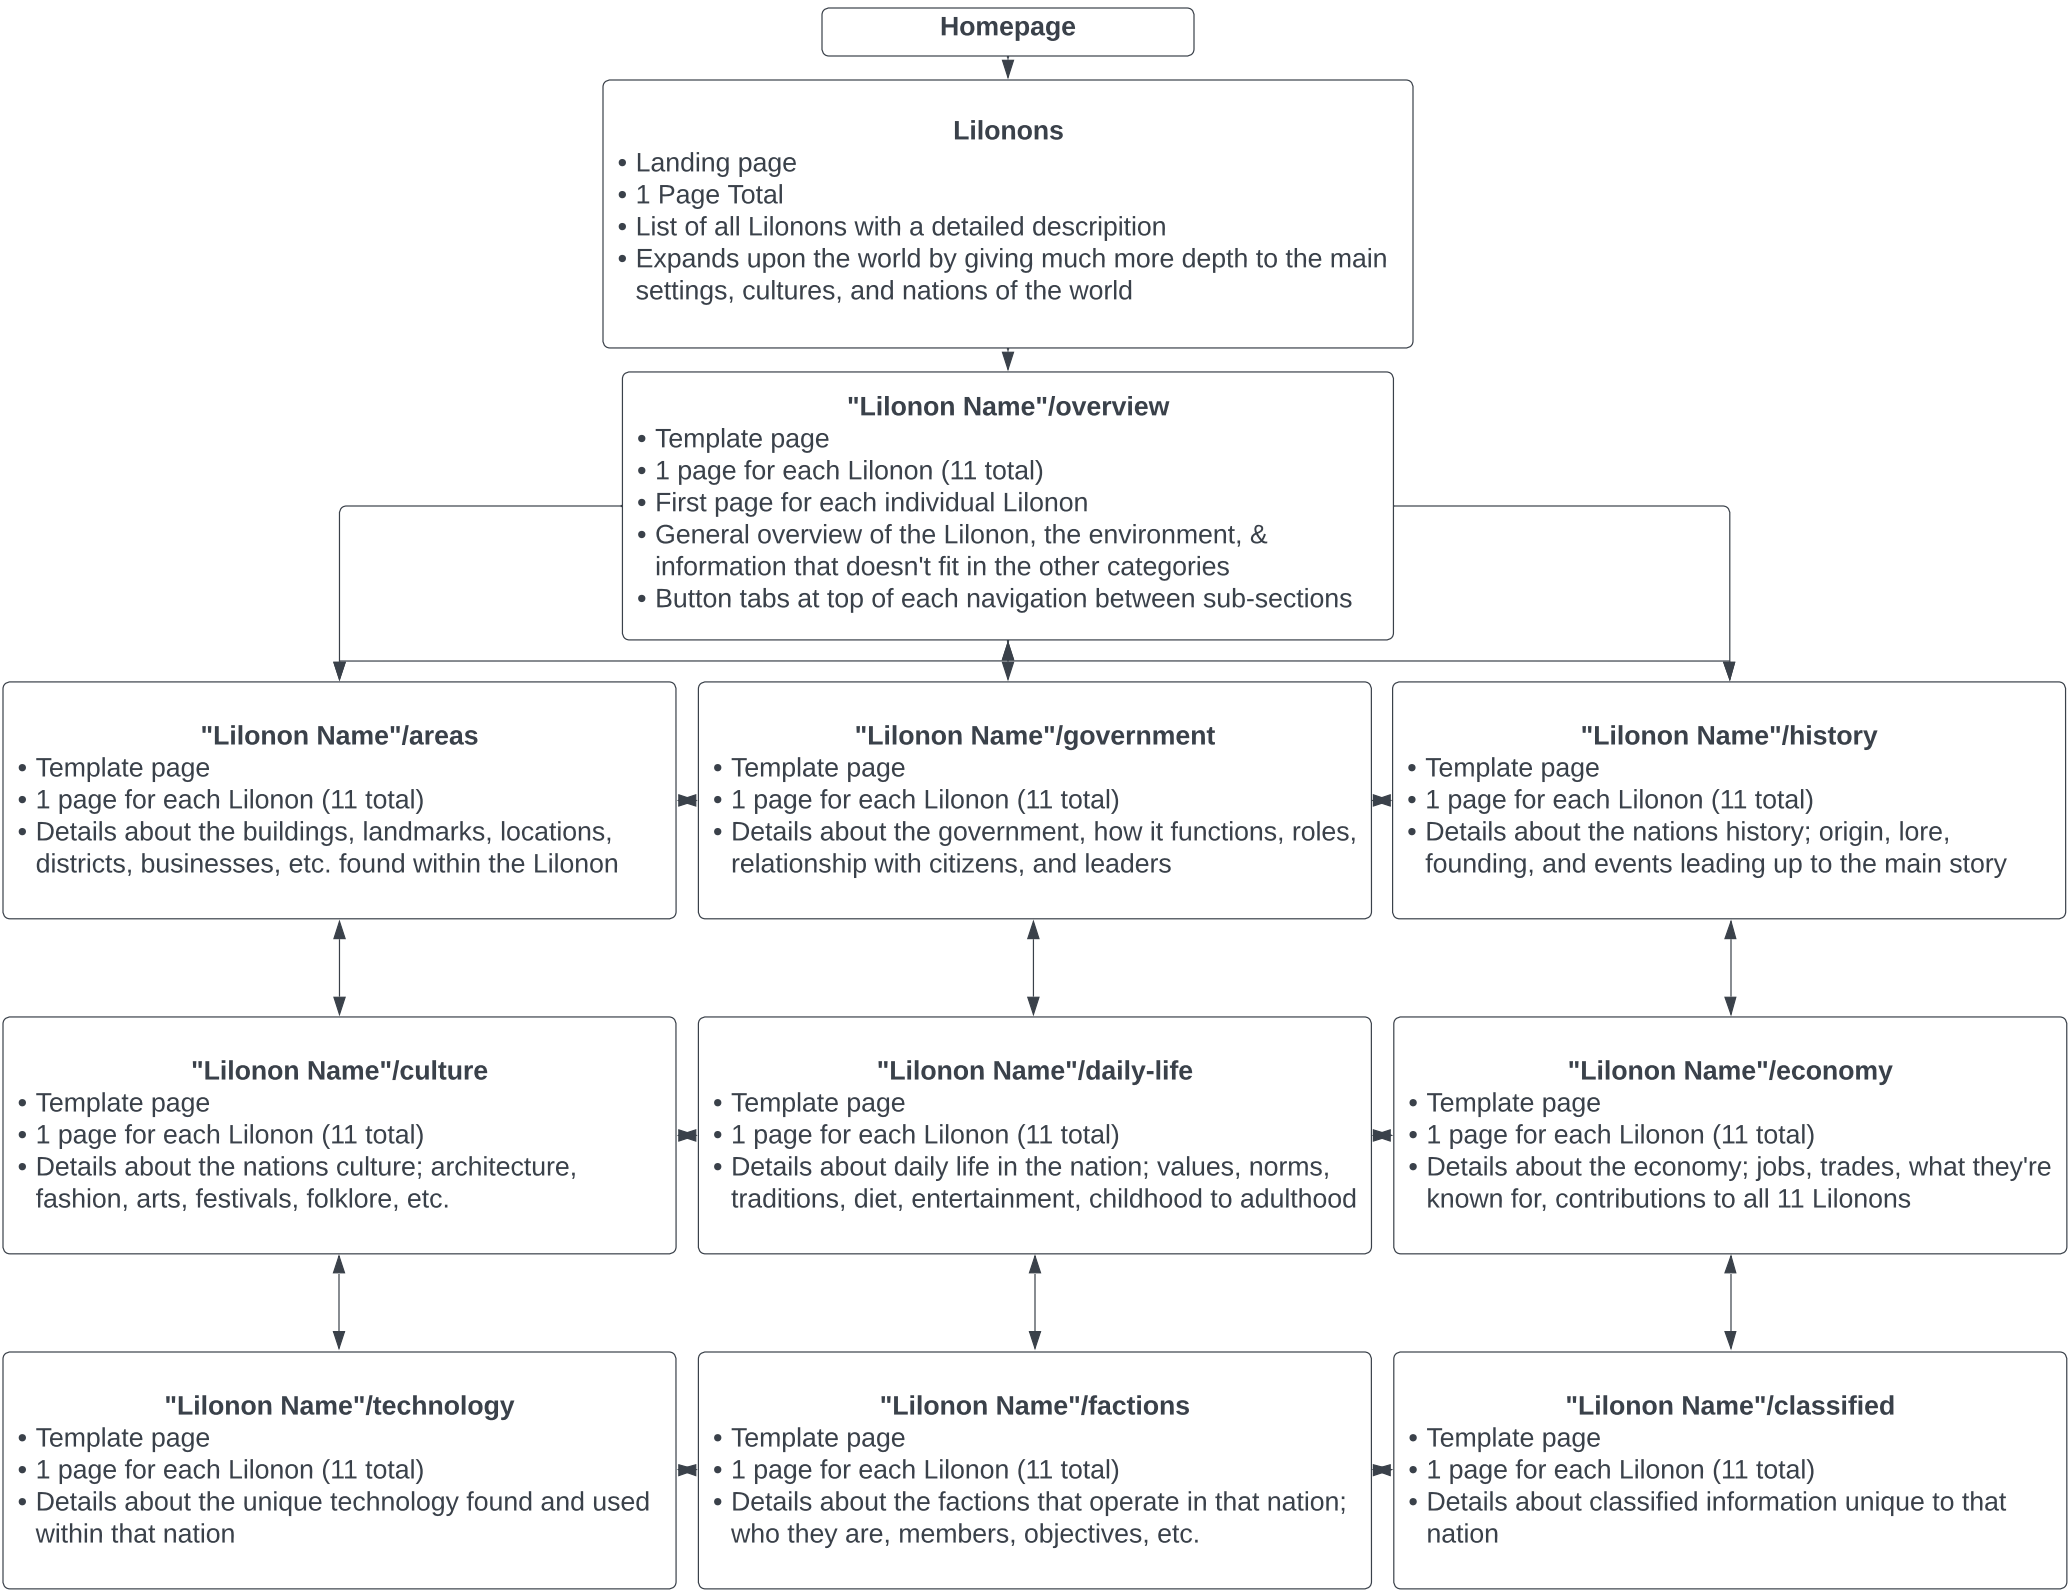 Homepage
Lilonons
• Landing page
• 1 Page Total
• List of all Lilonons with a detailed descripition
• Expands upon the world by giving much more depth to the main
settings, cultures, and nations of the world
"Lilonon Name"/overview
• Template page
• 1 page for each Lilonon (11 total)
• First page for each individual Lilonon
• General overview of the Lilonon, the environment, &
information that doesn't fit in the other categories
• Button tabs at top of each navigation between sub-sections
"Lilonon Name"/areas
• Template page
• 1 page for each Lilonon (11 total)
• Details about the buildings, landmarks, locations,
districts, businesses, etc. found within the Lilonon
"Lilonon Name"/government
• Template page
• 1 page for each Lilonon (11 total)
• Details about the government, how it functions, roles,
relationship with citizens, and leaders
"Lilonon Name"/history
• Template page
• 1 page for each Lilonon (11 total)
• Details about the nations history; origin, lore,
founding, and events leading up to the main story
"Lilonon Name"/culture
• Template page
• 1 page for each Lilonon (11 total)
• Details about the nations culture; architecture,
fashion, arts, festivals, folklore, etc.
"Lilonon Name"/daily-life
• Template page
• 1 page for each Lilonon (11 total)
• Details about daily life in the nation; values, norms,
traditions, diet, entertainment, childhood to adulthood
"Lilonon Name"/economy
• Template page
• 1 page for each Lilonon (11 total)
• Details about the economy; jobs, trades, what they're
known for, contributions to all 11 Lilonons
"Lilonon Name"/technology
• Template page
• 1 page for each Lilonon (11 total)
• Details about the unique technology found and used
within that nation
"Lilonon Name"/factions
• Template page
• 1 page for each Lilonon (11 total)
• Details about the factions that operate in that nation;
who they are, members, objectives, etc.
"Lilonon Name"/classified
• Template page
• 1 page for each Lilonon (11 total)
• Details about classified information unique to that
nation